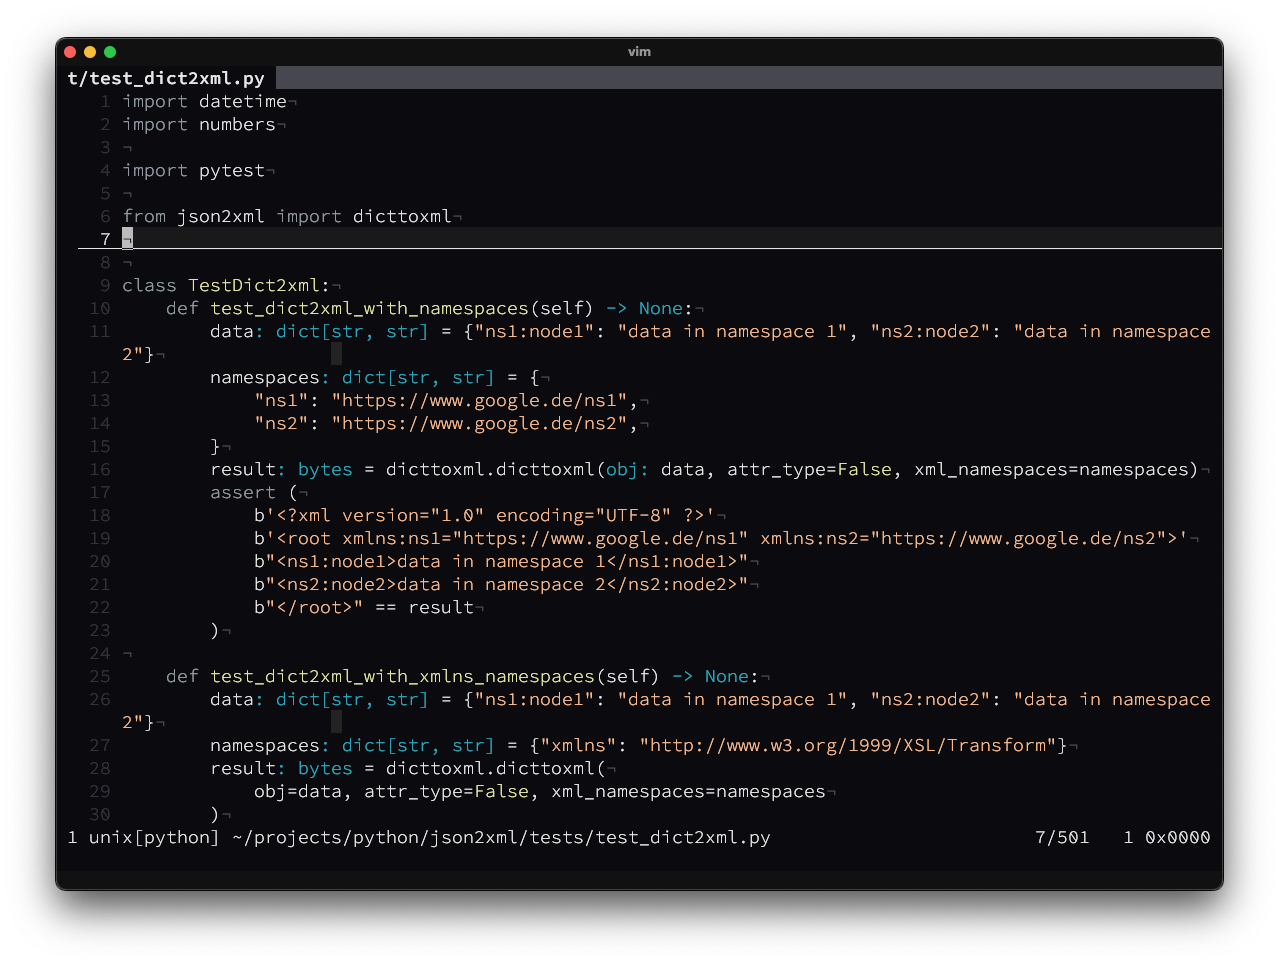 vim
t/test_dict2xml.py
1 import datetime¬
2 import numbers¬
3 ¬
4 import pytest¬
5 ¬
6 from json2xml import dicttoxml¬
7 ¬
8 ¬
9 class TestDict2xml:¬
10     def test_dict2xml_with_namespaces(self) -> None:¬
11         data: dict[str, str] = {"ns1:node1": "data in namespace 1", "ns2:node2": "data in namespace
2"}¬
12         namespaces: dict[str, str] = {¬
13             "ns1": "https://www.google.de/ns1",¬
14             "ns2": "https://www.google.de/ns2",¬
15         }¬
16         result: bytes = dicttoxml.dicttoxml(obj: data, attr_type=False, xml_namespaces=namespaces)¬
17         assert (¬
18             b'<?xml version="1.0" encoding="UTF-8" ?>'¬
19             b'<root xmlns:ns1="https://www.google.de/ns1" xmlns:ns2="https://www.google.de/ns2">'¬
20             b"<ns1:node1>data in namespace 1</ns1:node1>"¬
21             b"<ns2:node2>data in namespace 2</ns2:node2>"¬
22             b"</root>" == result¬
23         )¬
24 ¬
25     def test_dict2xml_with_xmlns_namespaces(self) -> None:¬
26         data: dict[str, str] = {"ns1:node1": "data in namespace 1", "ns2:node2": "data in namespace
2"}¬
27         namespaces: dict[str, str] = {"xmlns": "http://www.w3.org/1999/XSL/Transform"}¬
28         result: bytes = dicttoxml.dicttoxml(¬
29             obj=data, attr_type=False, xml_namespaces=namespaces¬
30         )¬
1 unix[python] ~/projects/python/json2xml/tests/test_dict2xml.py 7/501 1 0x0000